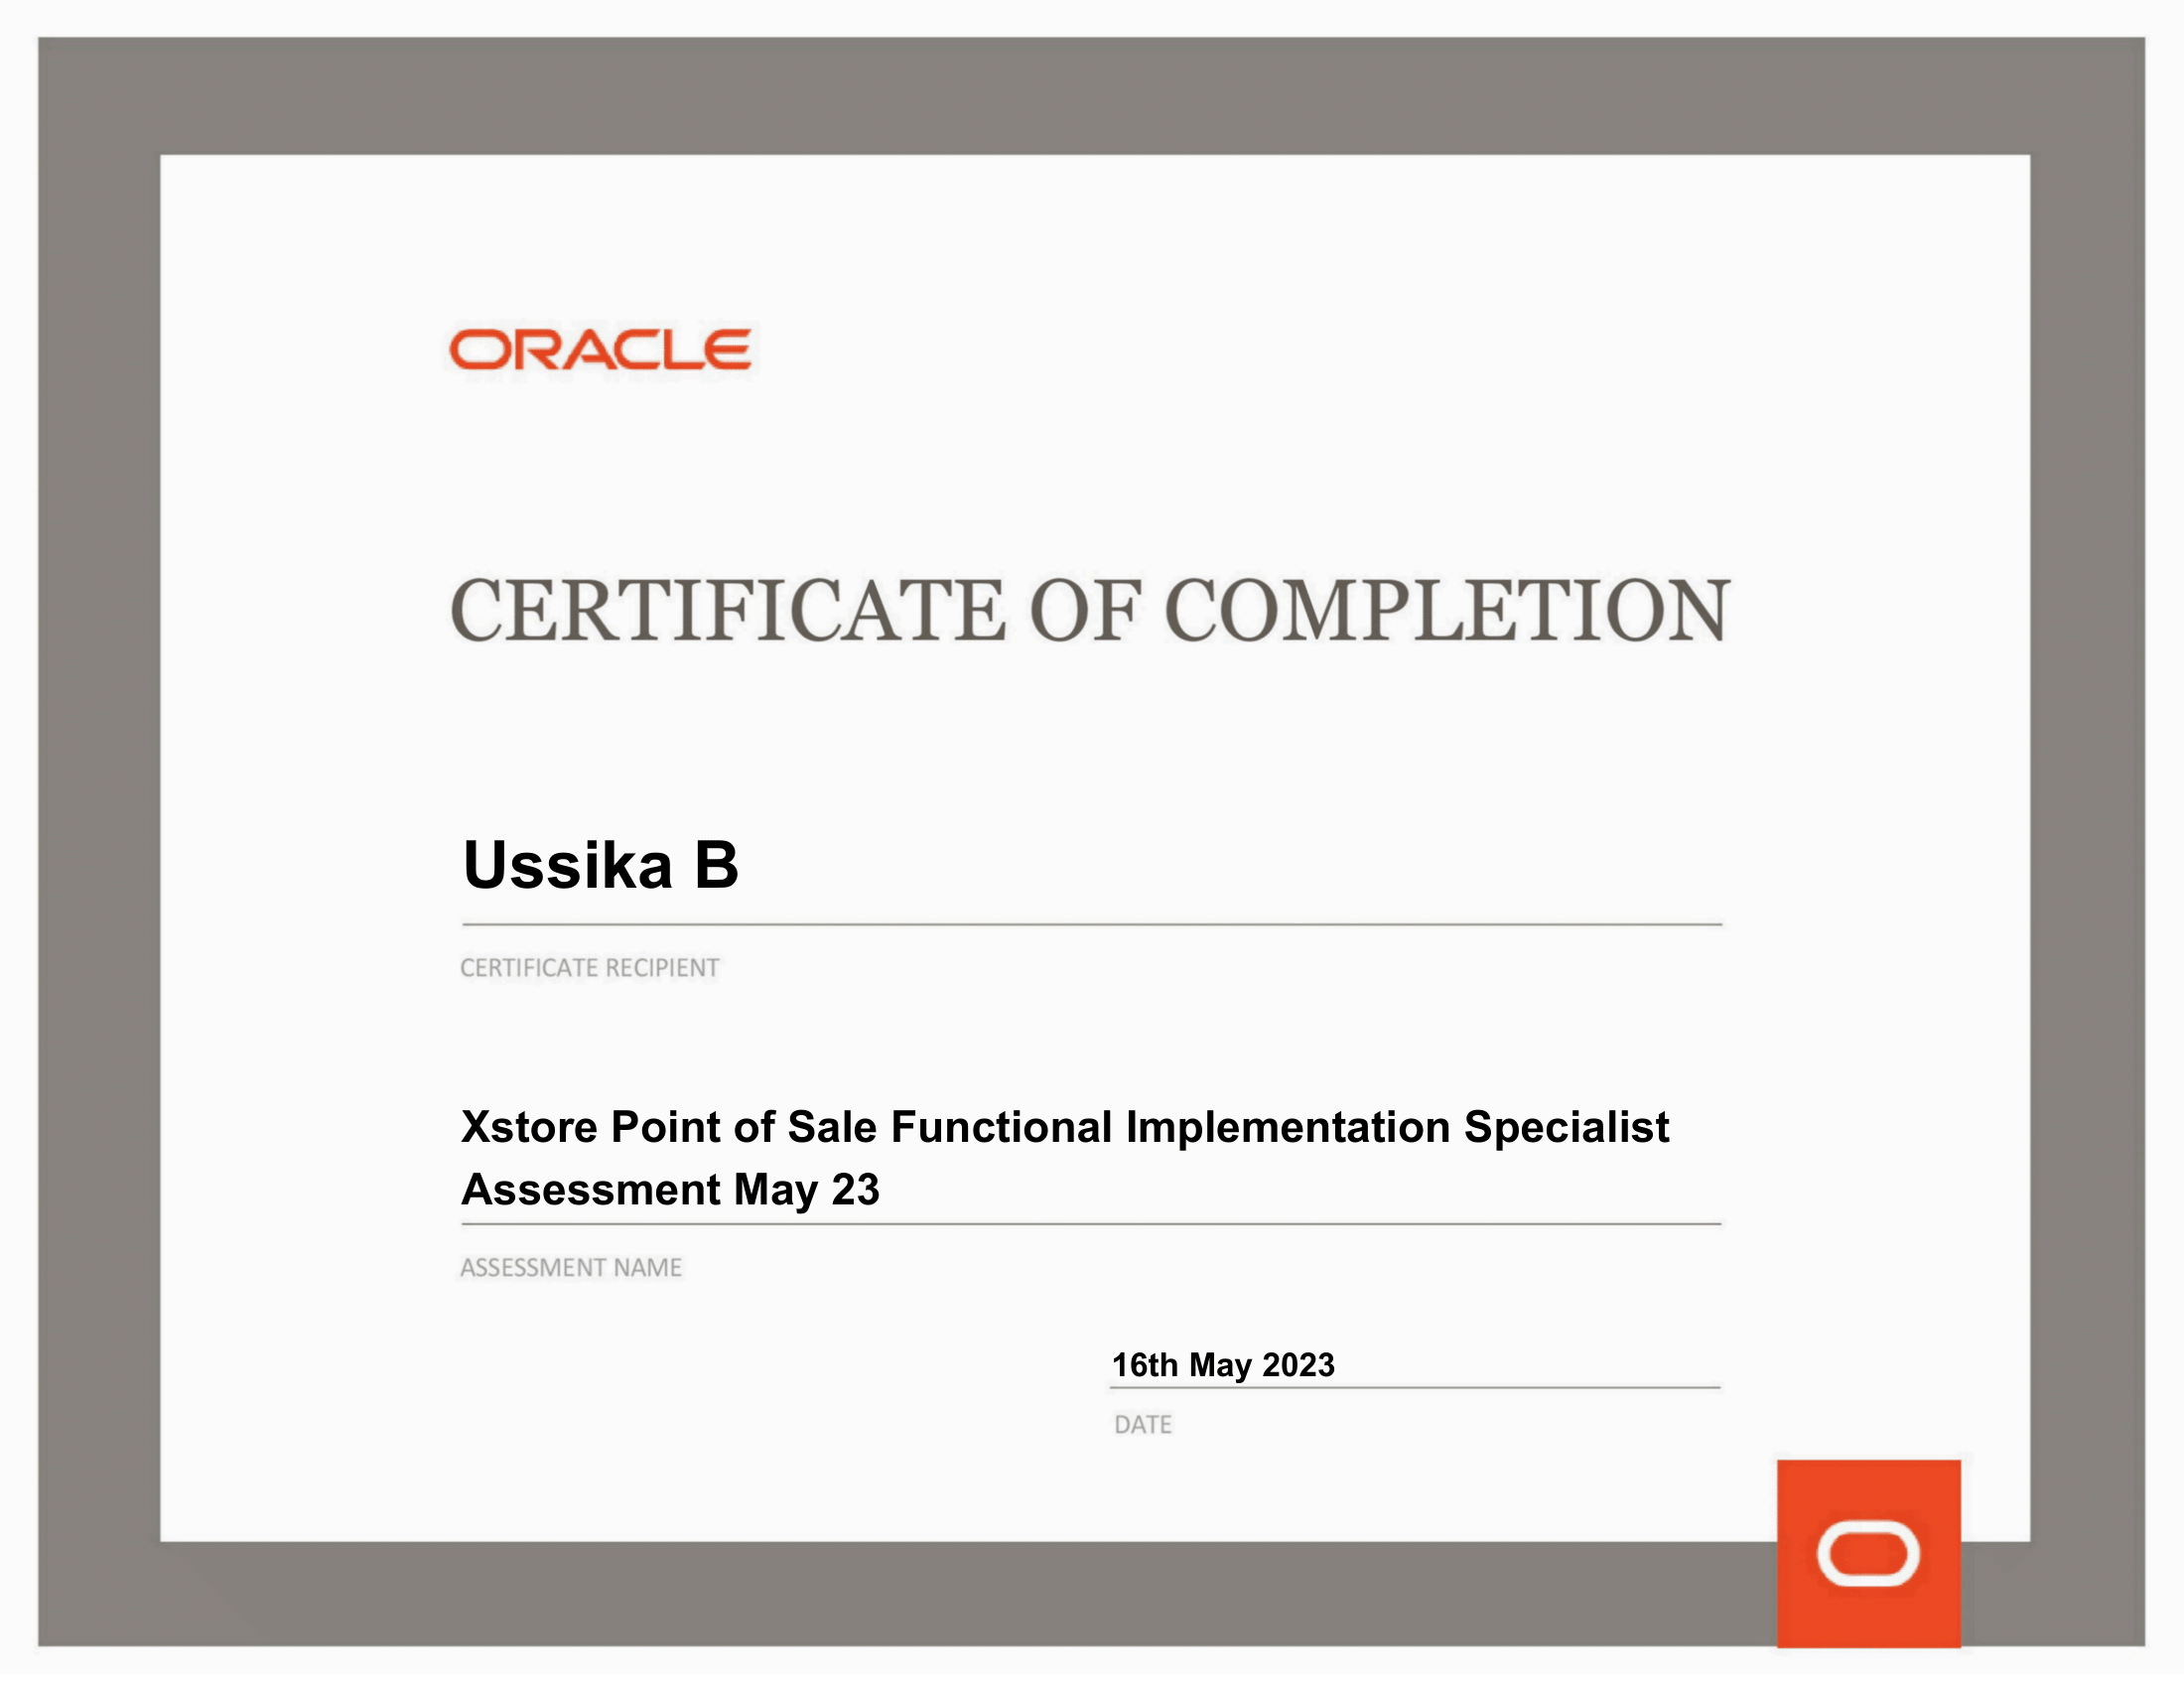 ORACLE
CERTIFICATE OF COMPLETION
Ussika B
CERTIFICATE RECIPIENT
Xstore Point of Sale Functional Implementation Specialist
Assessment May 23
ASSESSMENT NAME
16th May 2023
DATE